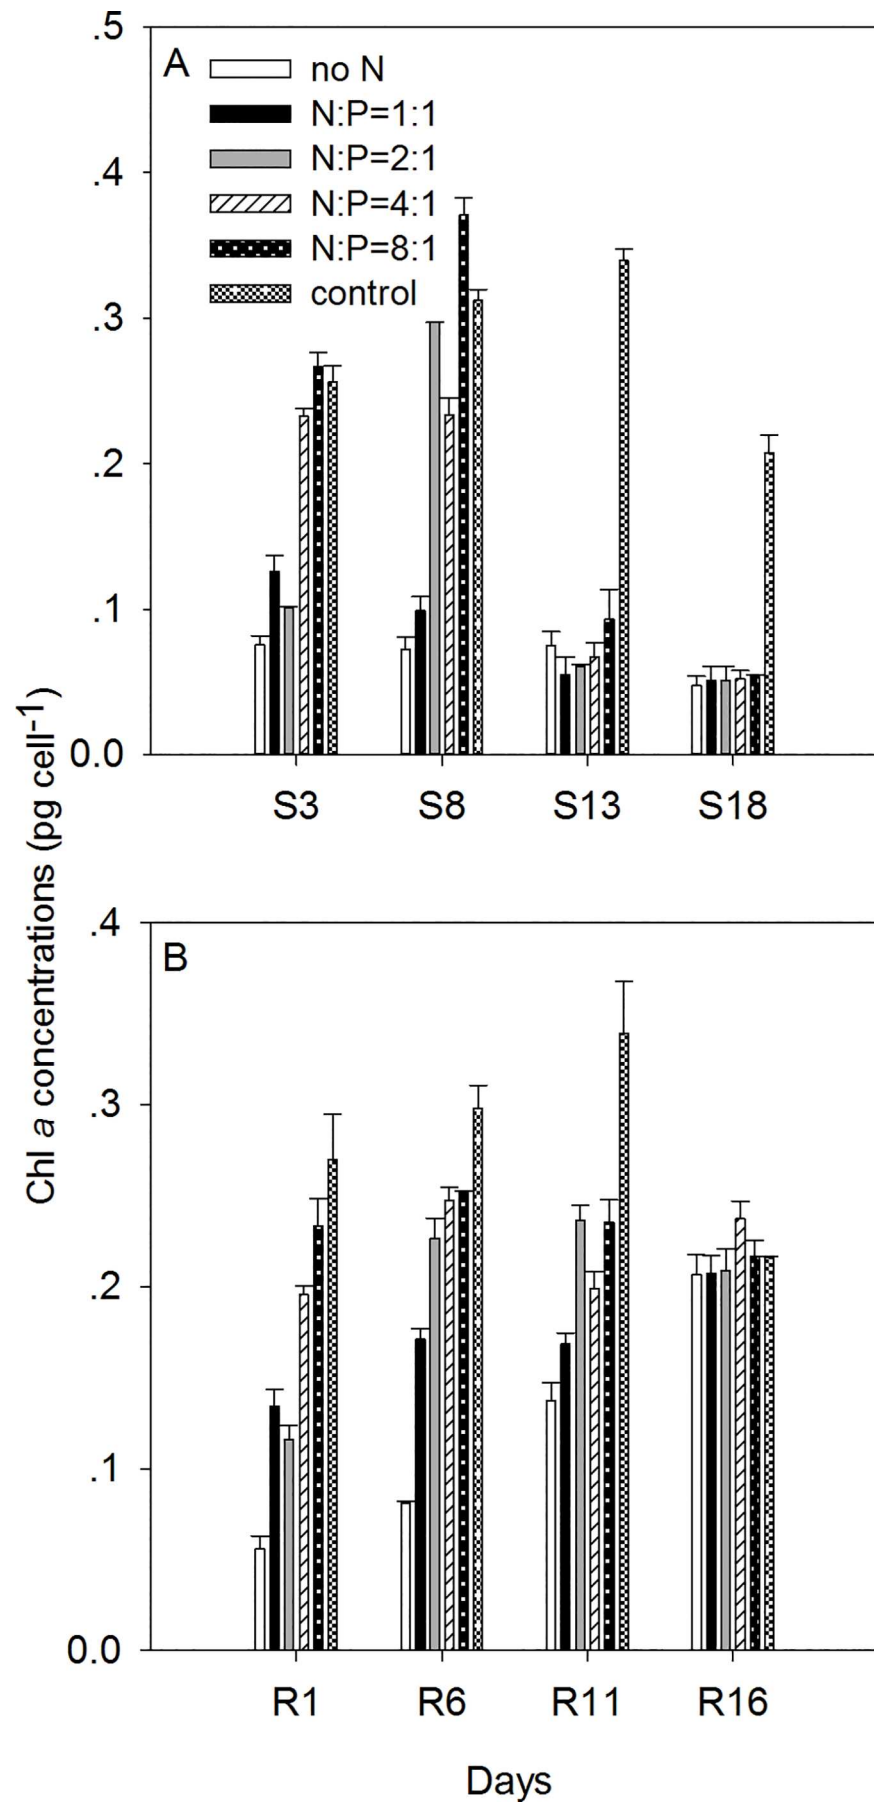 .5
A
no N
N:P=1:1
.4
N:P=2:1
N:P=4:1
N:P=8:1
control
.3
.2
.1
0.0
S3 S8 S13 S18
Chl a concentrations (pg cell-1)
.4
B
.3
.2
.1
0.0
R1 R6 R11 R16
Days